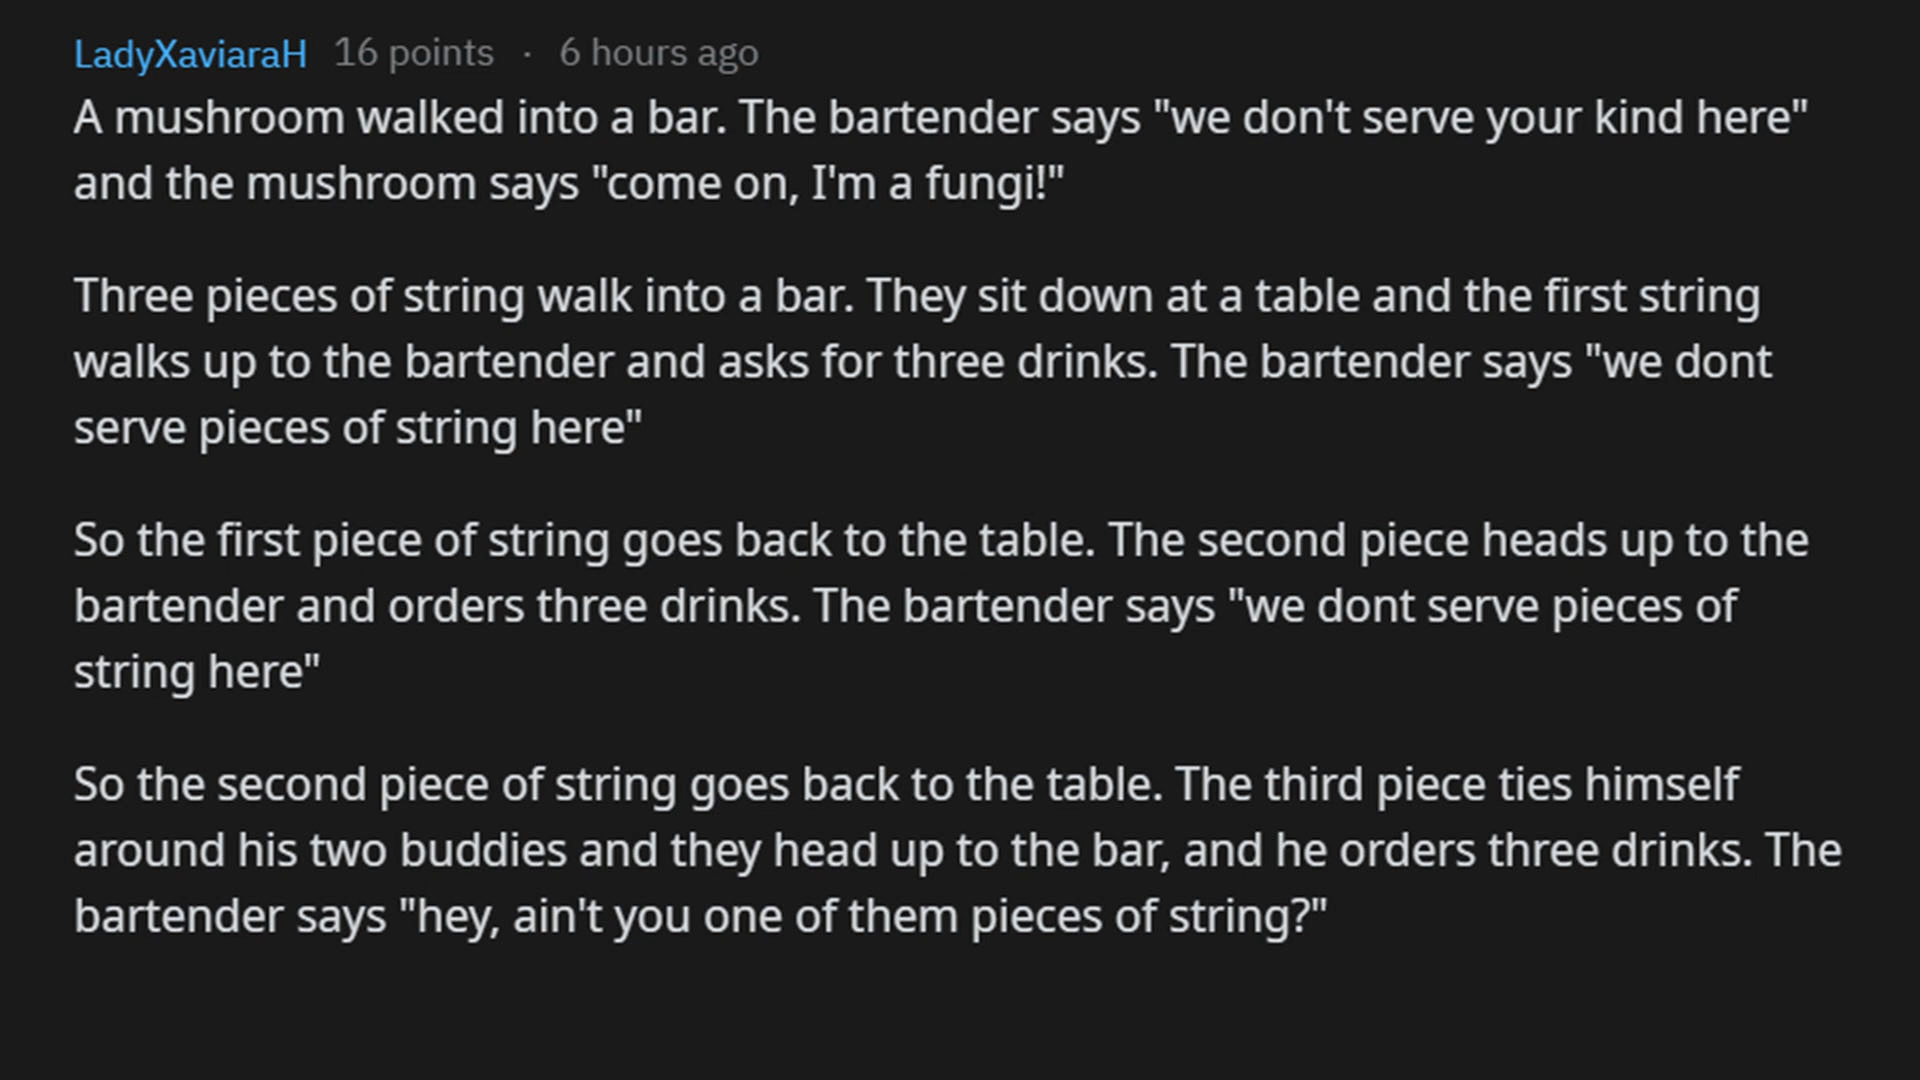 LadyXaviaraH 16 points · 6 hours ago
A mushroom walked into a bar. The bartender says "we don't serve your kind here"
and the mushroom says "come on, I'm a fungi!"
Three pieces of string walk into a bar. They sit down at a table and the first string
walks up to the bartender and asks for three drinks. The bartender says "we dont
serve pieces of string here"
So the first piece of string goes back to the table. The second piece heads up to the
bartender and orders three drinks. The bartender says "we dont serve pieces of
string here"
So the second piece of string goes back to the table. The third piece ties himself
around his two buddies and they head up to the bar, and he orders three drinks. The
bartender says "hey, ain't you one of them pieces of string?"